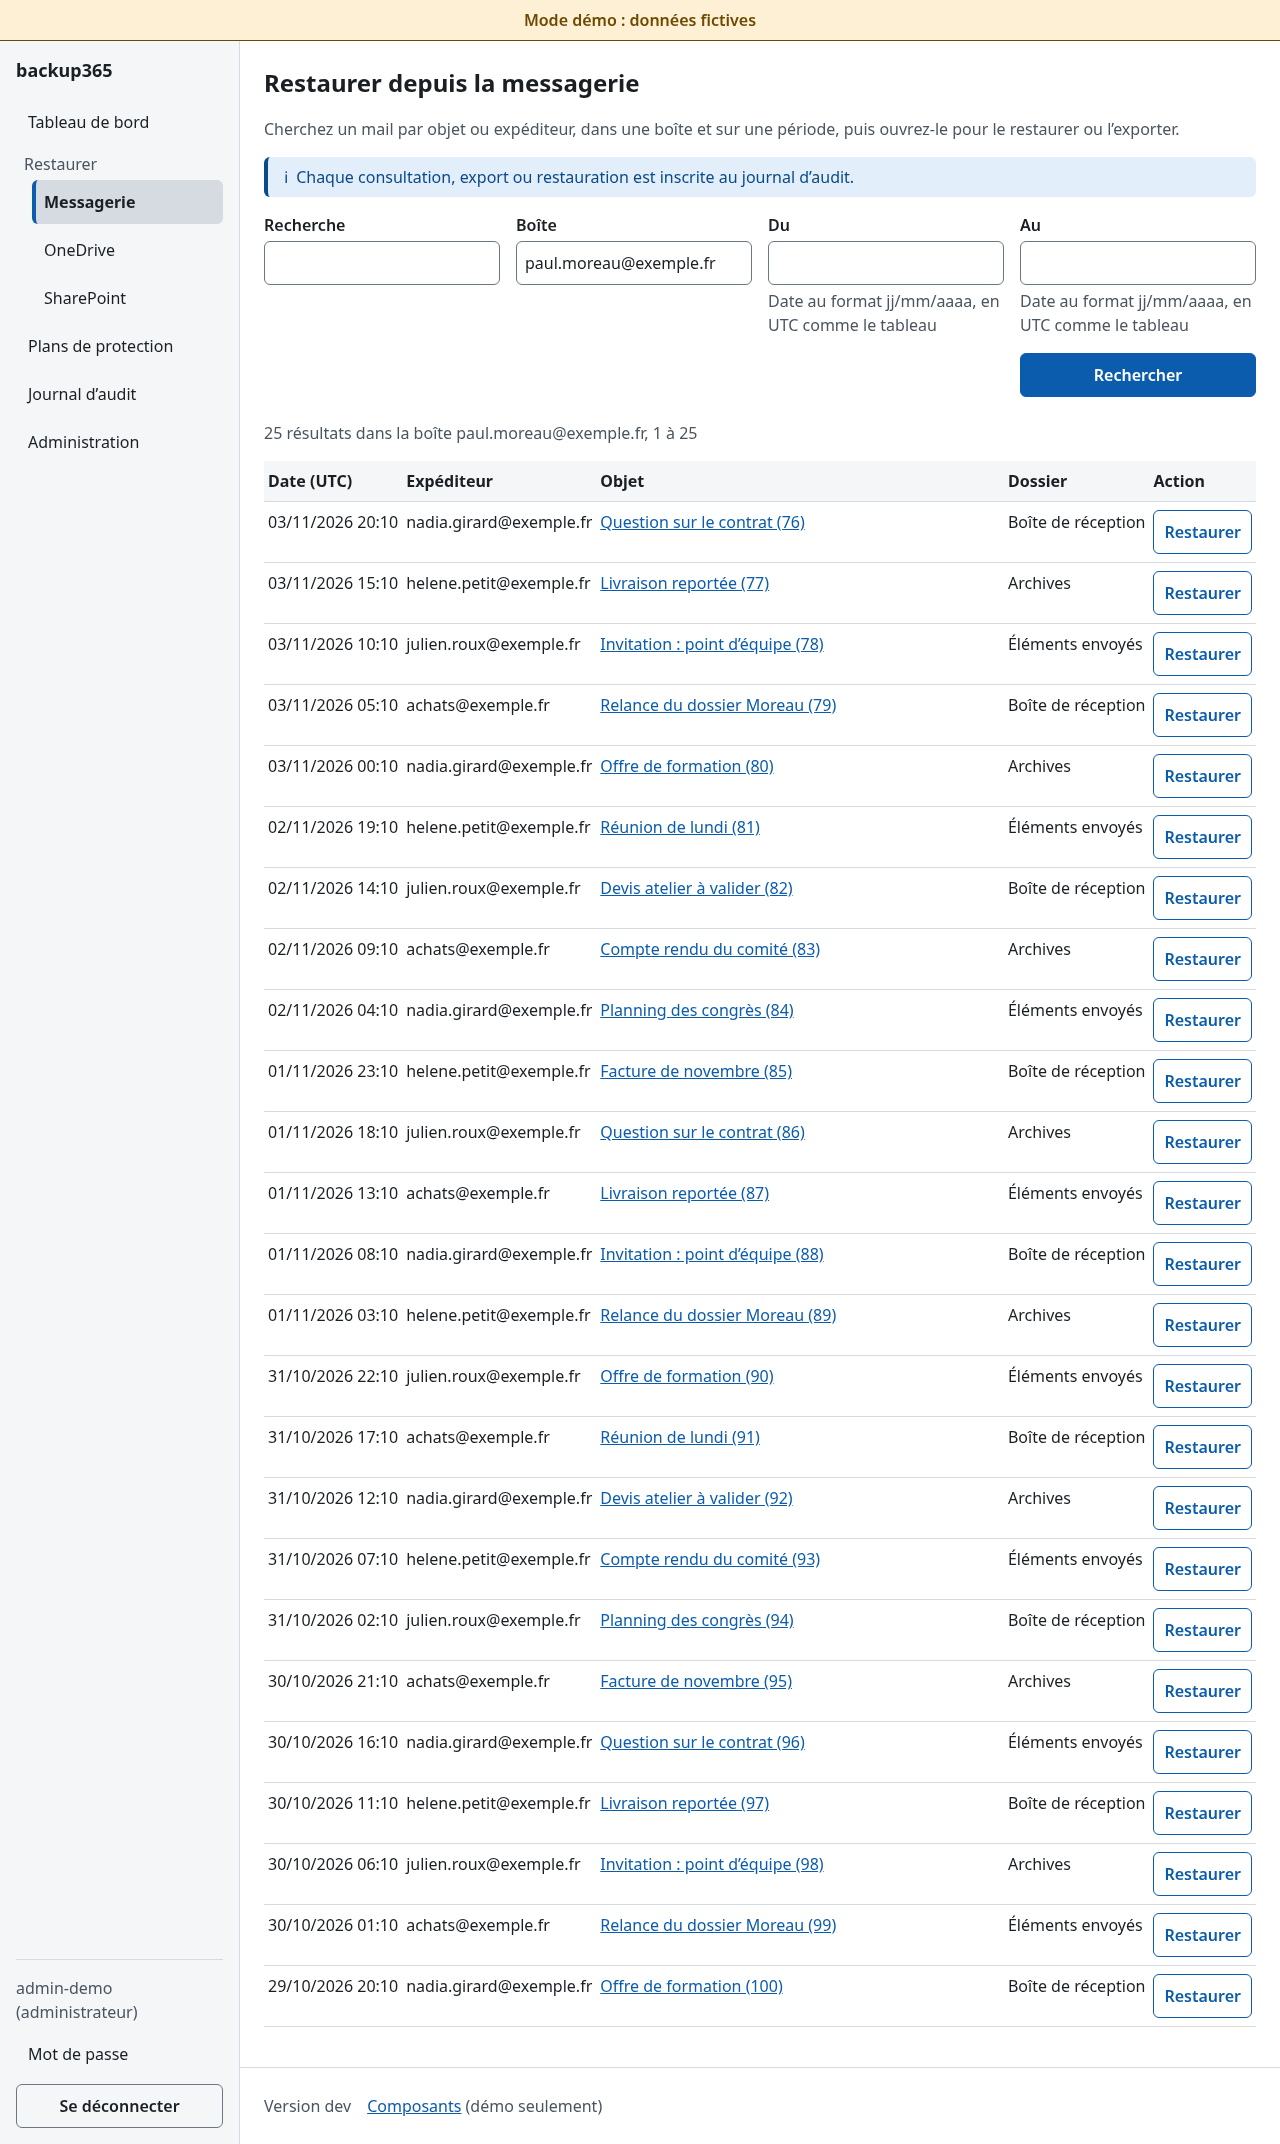 Mode démo : données fictives
backup365
Tableau de bord
Restaurer
Messagerie
OneDrive
SharePoint
Plans de protection
Journal d’audit
Administration
admin-demo
(administrateur)
Mot de passe
Se déconnecter
Restaurer depuis la messagerie
Cherchez un mail par objet ou expéditeur, dans une boîte et sur une période, puis ouvrez-le pour le restaurer ou l’exporter.
i Chaque consultation, export ou restauration est inscrite au journal d’audit.
Recherche Boîte Du Au
paul.moreau@exemple.fr
Date au format jj/mm/aaaa, en UTC comme le tableau
Date au format jj/mm/aaaa, en UTC comme le tableau
Rechercher
25 résultats dans la boîte paul.moreau@exemple.fr, 1 à 25
Date (UTC) Expéditeur Objet Dossier Action
03/11/2026 20:10 nadia.girard@exemple.fr Question sur le contrat (76) Boîte de réception Restaurer
03/11/2026 15:10 helene.petit@exemple.fr Livraison reportée (77) Archives Restaurer
03/11/2026 10:10 julien.roux@exemple.fr Invitation : point d’équipe (78) Éléments envoyés Restaurer
03/11/2026 05:10 achats@exemple.fr Relance du dossier Moreau (79) Boîte de réception Restaurer
03/11/2026 00:10 nadia.girard@exemple.fr Offre de formation (80) Archives Restaurer
02/11/2026 19:10 helene.petit@exemple.fr Réunion de lundi (81) Éléments envoyés Restaurer
02/11/2026 14:10 julien.roux@exemple.fr Devis atelier à valider (82) Boîte de réception Restaurer
02/11/2026 09:10 achats@exemple.fr Compte rendu du comité (83) Archives Restaurer
02/11/2026 04:10 nadia.girard@exemple.fr Planning des congrès (84) Éléments envoyés Restaurer
01/11/2026 23:10 helene.petit@exemple.fr Facture de novembre (85) Boîte de réception Restaurer
01/11/2026 18:10 julien.roux@exemple.fr Question sur le contrat (86) Archives Restaurer
01/11/2026 13:10 achats@exemple.fr Livraison reportée (87) Éléments envoyés Restaurer
01/11/2026 08:10 nadia.girard@exemple.fr Invitation : point d’équipe (88) Boîte de réception Restaurer
01/11/2026 03:10 helene.petit@exemple.fr Relance du dossier Moreau (89) Archives Restaurer
31/10/2026 22:10 julien.roux@exemple.fr Offre de formation (90) Éléments envoyés Restaurer
31/10/2026 17:10 achats@exemple.fr Réunion de lundi (91) Boîte de réception Restaurer
31/10/2026 12:10 nadia.girard@exemple.fr Devis atelier à valider (92) Archives Restaurer
31/10/2026 07:10 helene.petit@exemple.fr Compte rendu du comité (93) Éléments envoyés Restaurer
31/10/2026 02:10 julien.roux@exemple.fr Planning des congrès (94) Boîte de réception Restaurer
30/10/2026 21:10 achats@exemple.fr Facture de novembre (95) Archives Restaurer
30/10/2026 16:10 nadia.girard@exemple.fr Question sur le contrat (96) Éléments envoyés Restaurer
30/10/2026 11:10 helene.petit@exemple.fr Livraison reportée (97) Boîte de réception Restaurer
30/10/2026 06:10 julien.roux@exemple.fr Invitation : point d’équipe (98) Archives Restaurer
30/10/2026 01:10 achats@exemple.fr Relance du dossier Moreau (99) Éléments envoyés Restaurer
29/10/2026 20:10 nadia.girard@exemple.fr Offre de formation (100) Boîte de réception Restaurer
Version dev Composants (démo seulement)